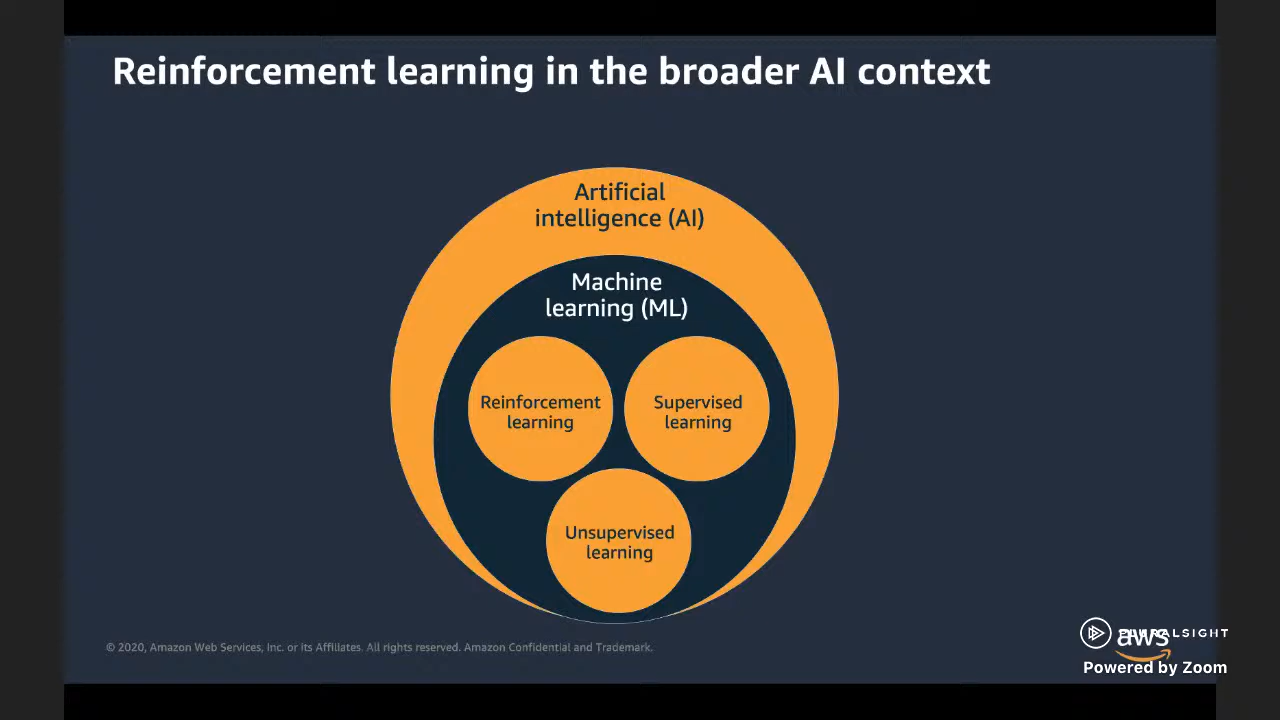 Reinforcement learning in the broader AI context
Artificial
intelligence (AI)
Machine
learning (ML)
Reinforcement
learning
Supervised
learning
Unsupervised
learning
© 2020, Amazon Web Services, Inc. or its Affiliates. All rights reserved. Amazon Confidential and Trademark.
PLURALSIGHT
aws
Powered by Zoom